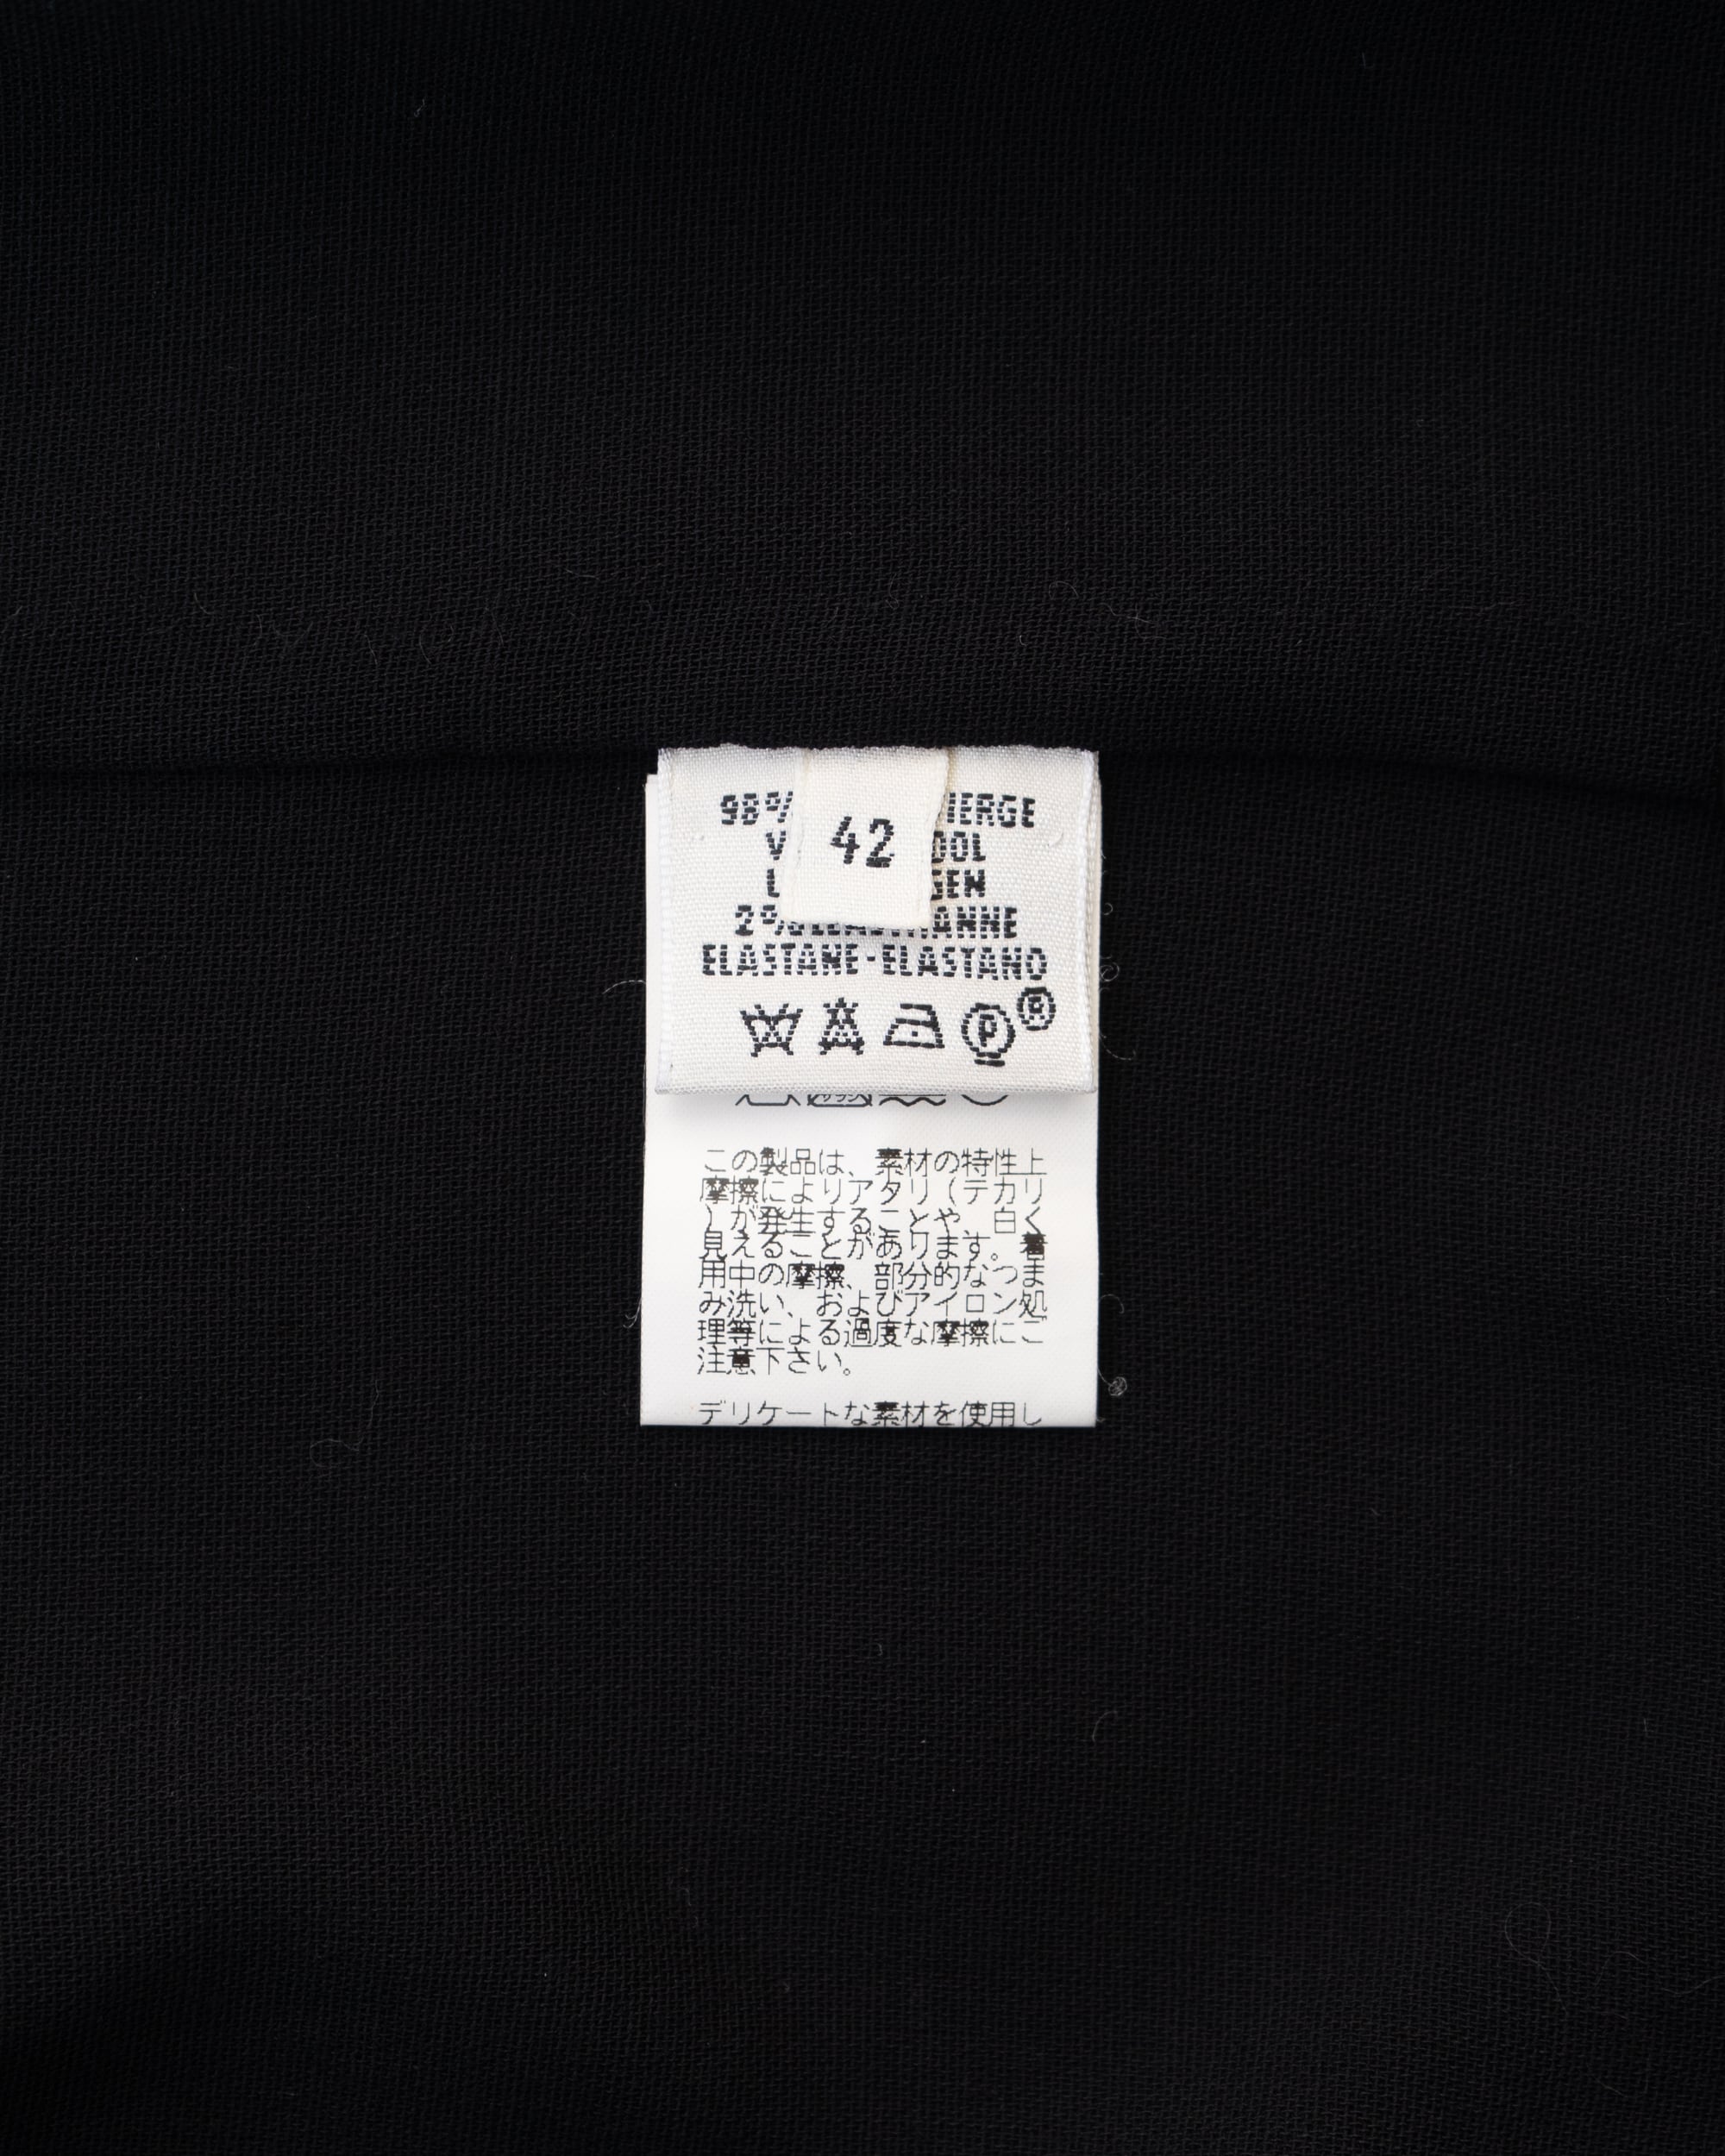 42
98%
2%
ELASTANE-ELASTANO
P
R
この製品は、素材の特性上
摩擦によりアタリ(テカリ
)が発生することや、白く
見えることがあります。着
用中の摩擦、部分的なつま
み洗い、およびアイロン処
理等による過度な摩擦にご
注意下さい。
デリケートな素材を使用し